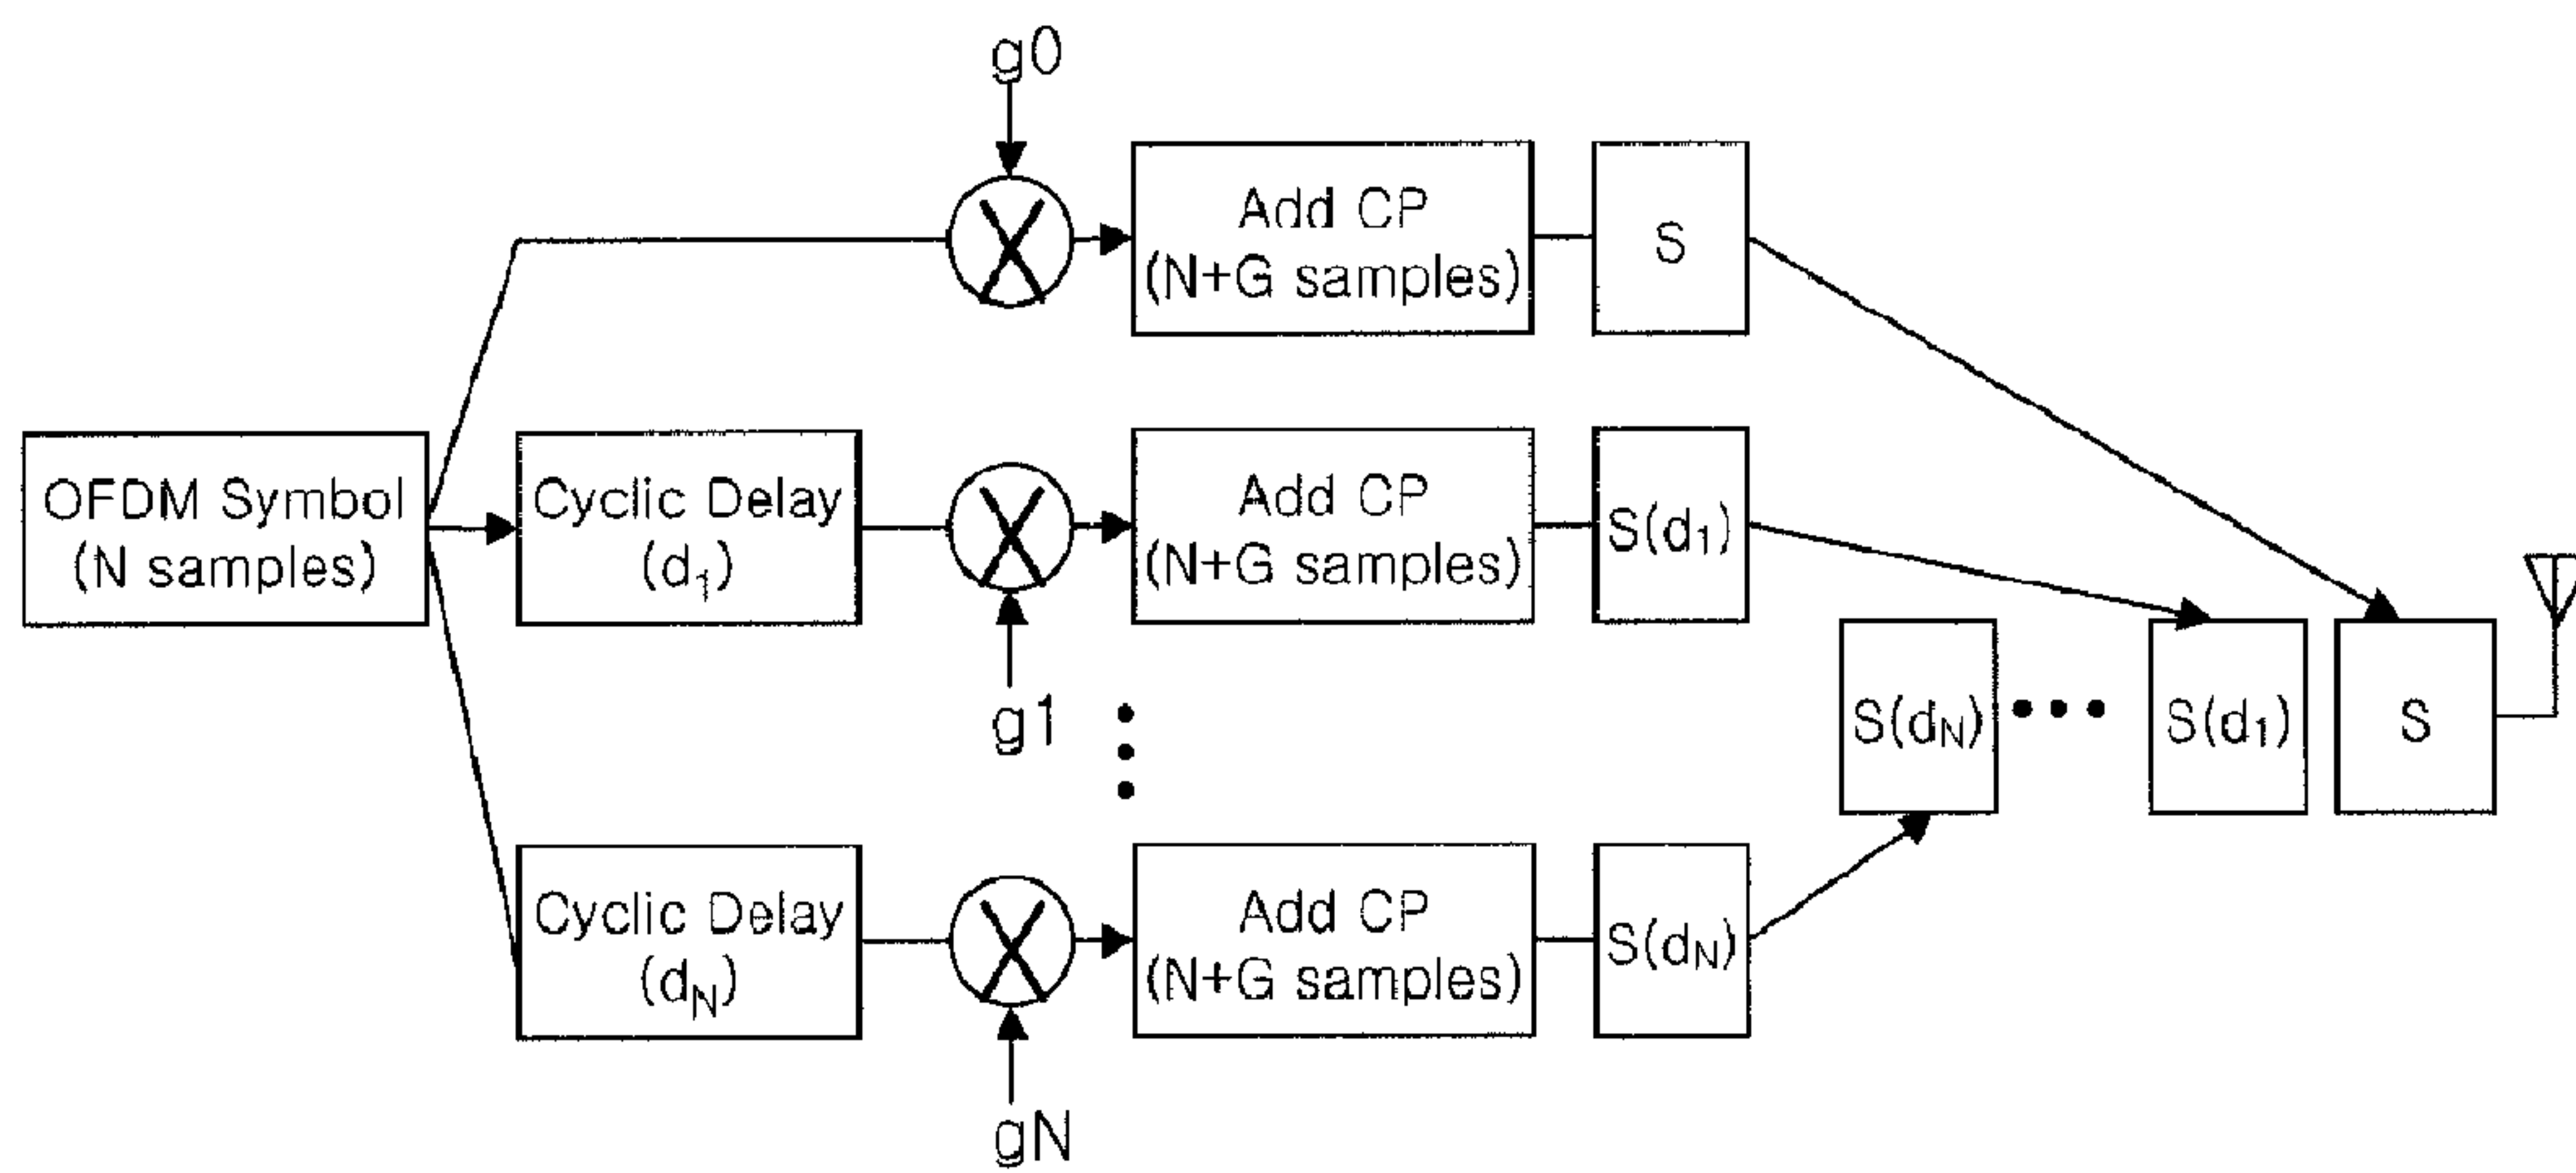 g0
Add CP
(N+G samples)
S
OFDM Symbol
(N samples)
Cyclic Delay
(d₁)
g1
Add CP
(N+G samples)
S(d₁)
S(dN)
S(d₁)
S
Cyclic Delay
(dN)
gN
Add CP
(N+G samples)
S(dN)